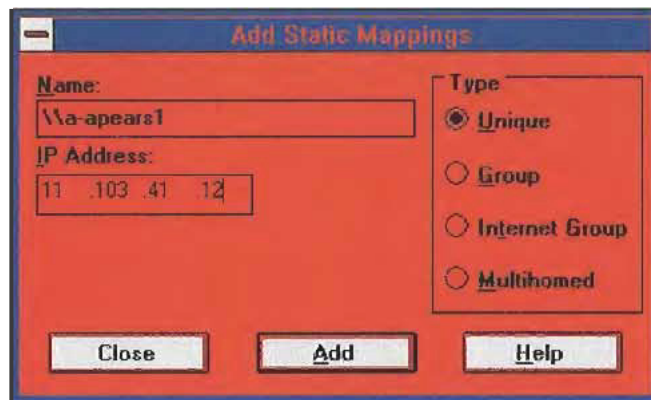 Add Static Mappings
Name:
\\a-apears1
IP Address:
11 .103 .41 .12
Type
Unique
Group
Internet Group
Multihomed
Close
Add
Help